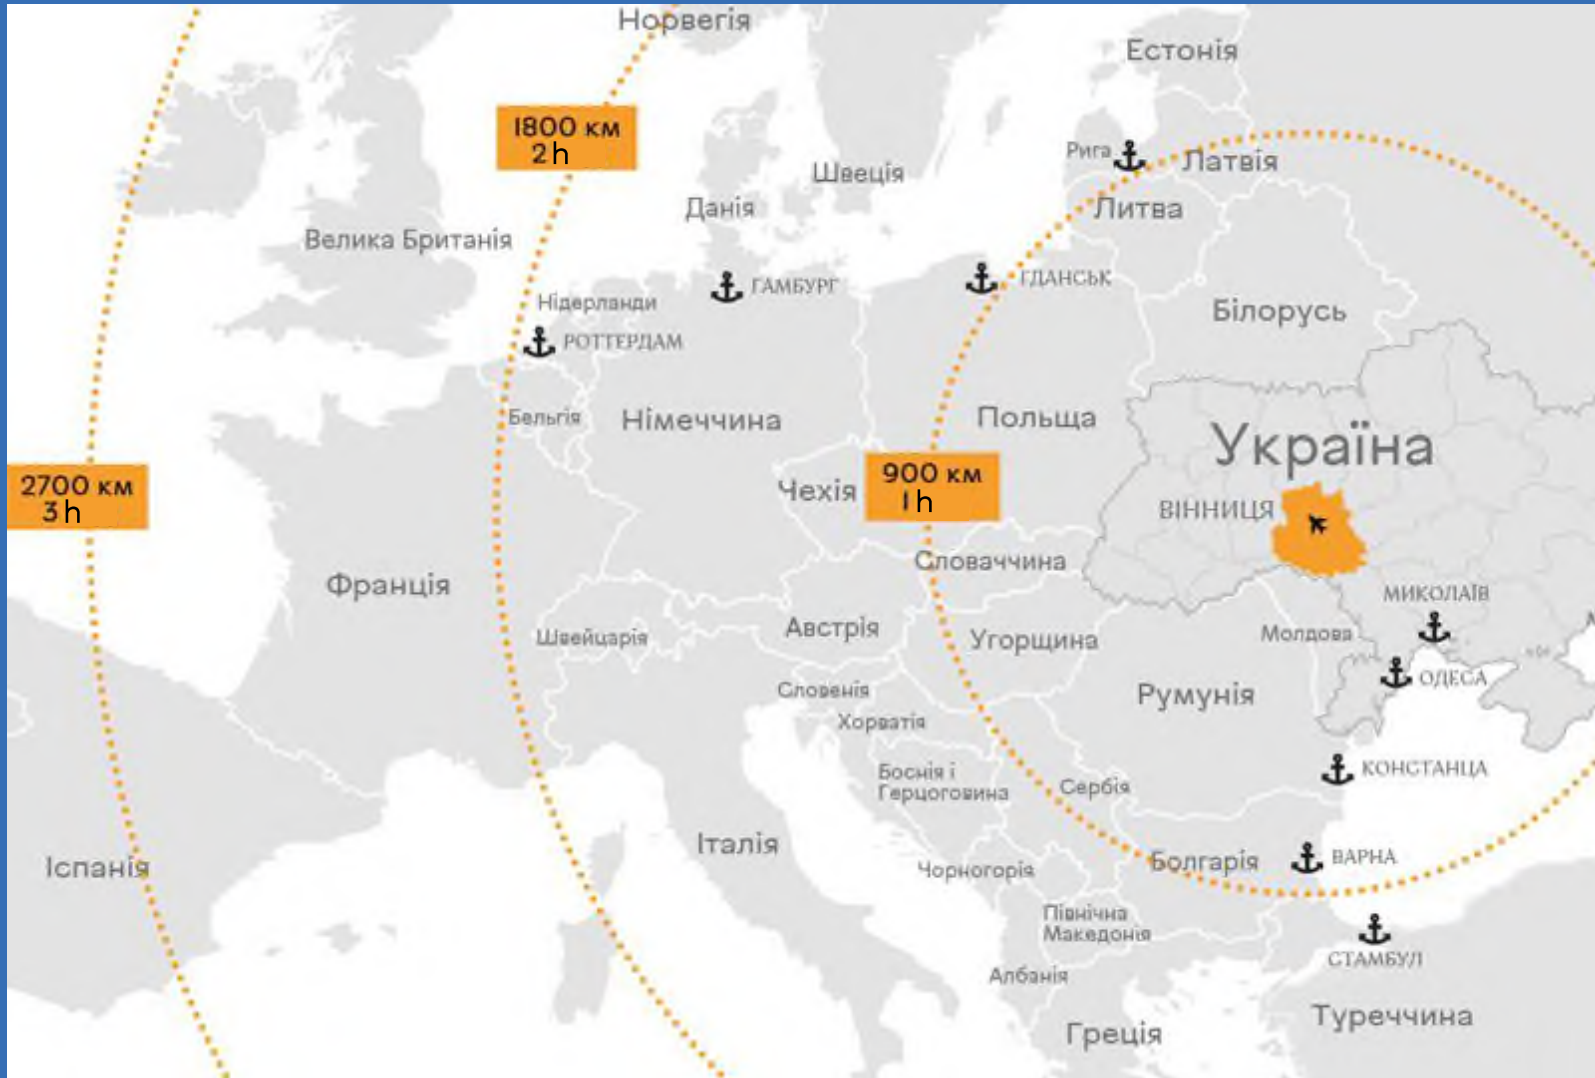 Норвегія
Естонія
1800 км
2 h
Рига
Латвія
Швеція
Данія
Литва
Велика Британія
ГАМБУРГ
ГДАНСЬК
Нідерланди
Білорусь
РОТТЕРДАМ
Бельгія
Німеччина
Польща
Україна
2700 км
3 h
Чехія
900 км
1 h
ВІННИЦЯ
Словаччина
Франція
МИКОЛАЇВ
Швейцарія
Австрія
Угорщина
Молдова
ОДЕСА
Словенія
Румунія
Хорватія
Боснія і
Герцоговина
Сербія
КОНСТАНЦА
Іспанія
Італія
Чорногорія
Болгарія
ВАРНА
Північна
Македонія
СТАМБУЛ
Албанія
Греція
Туреччина